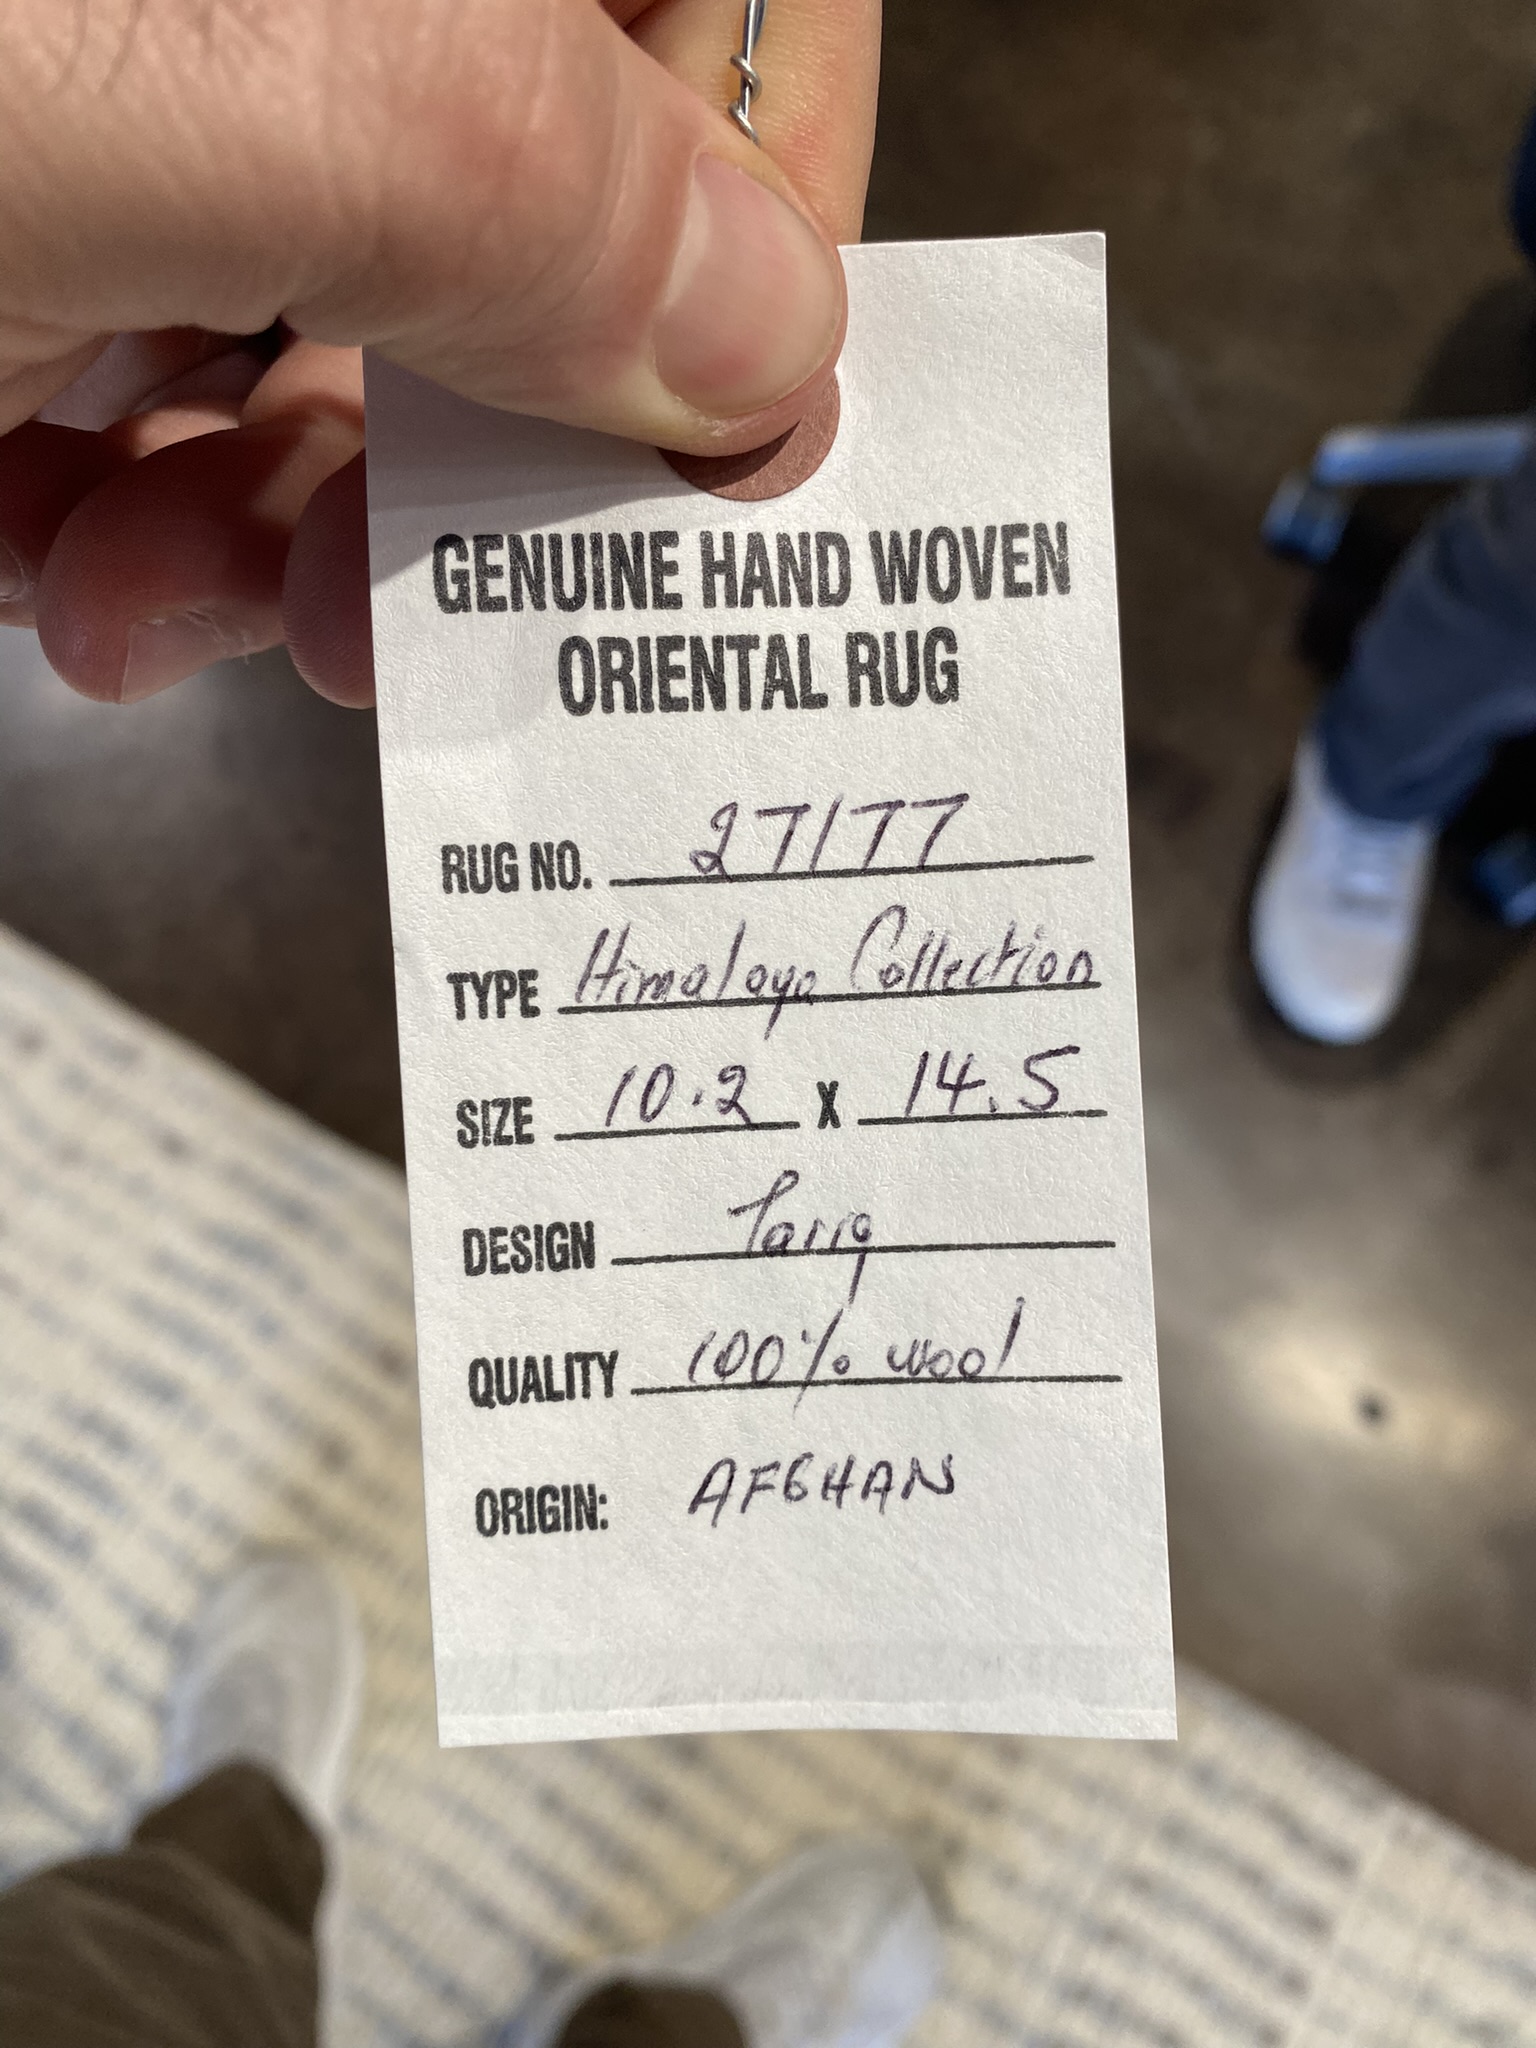 GENUINE HAND WOVEN
ORIENTAL RUG
RUG NO. 27177
TYPE Himalaya Collection
SIZE 10.2 X 14.5
DESIGN
QUALITY 100% wool
ORIGIN: AFGHAN